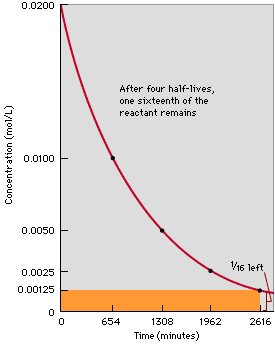 0.0200
After four half-lives,
one sixteenth of the
reactant remains
Concentration (mol/L)
0.0100
0.0050
0.0025
0.00125
0
1/16 left
0 654 1308 1962 2616
Time (minutes)